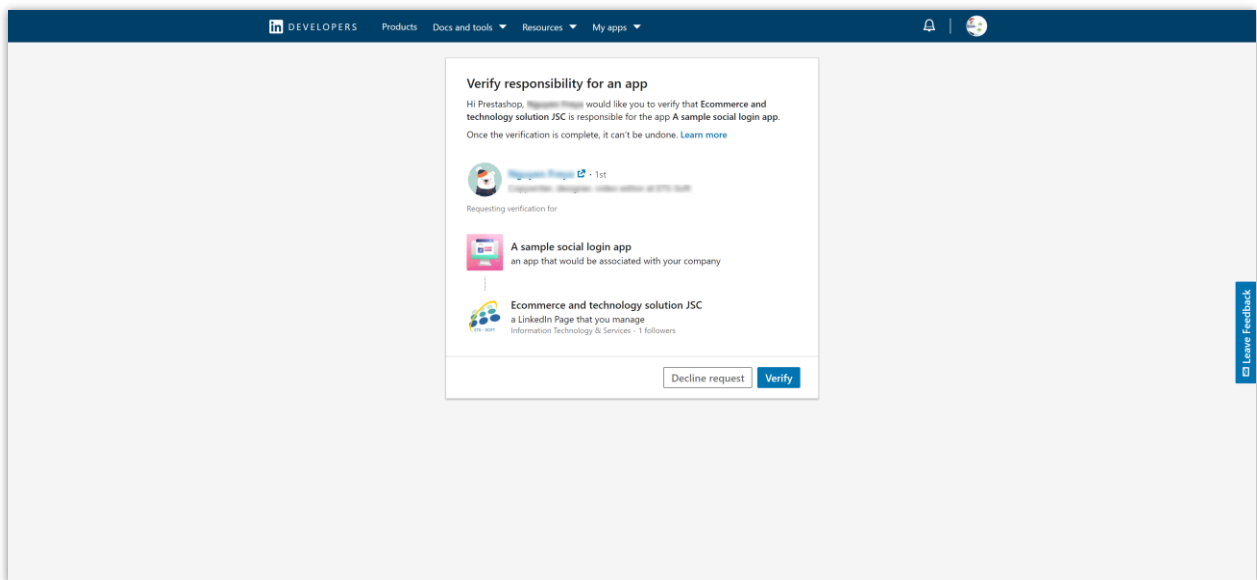 in DEVELOPERS Products Docs and tools Resources My apps
Verify responsibility for an app
Hi Prestashop, would like you to verify that Ecommerce and
technology solution JSC is responsible for the app A sample social login app.
Once the verification is complete, it can't be undone. Learn more
· 1st
Requesting verification for
A sample social login app
an app that would be associated with your company
Ecommerce and technology solution JSC
a LinkedIn Page that you manage
Information Technology & Services - 1 followers
Decline request Verify
Leave Feedback